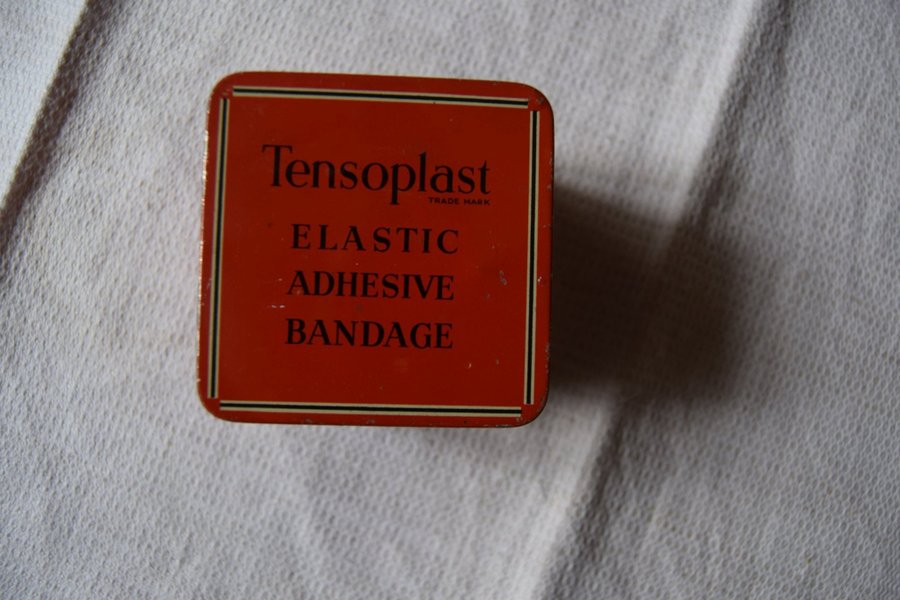 Tensoplast
TRADE MARK
ELASTIC
ADHESIVE
BANDAGE